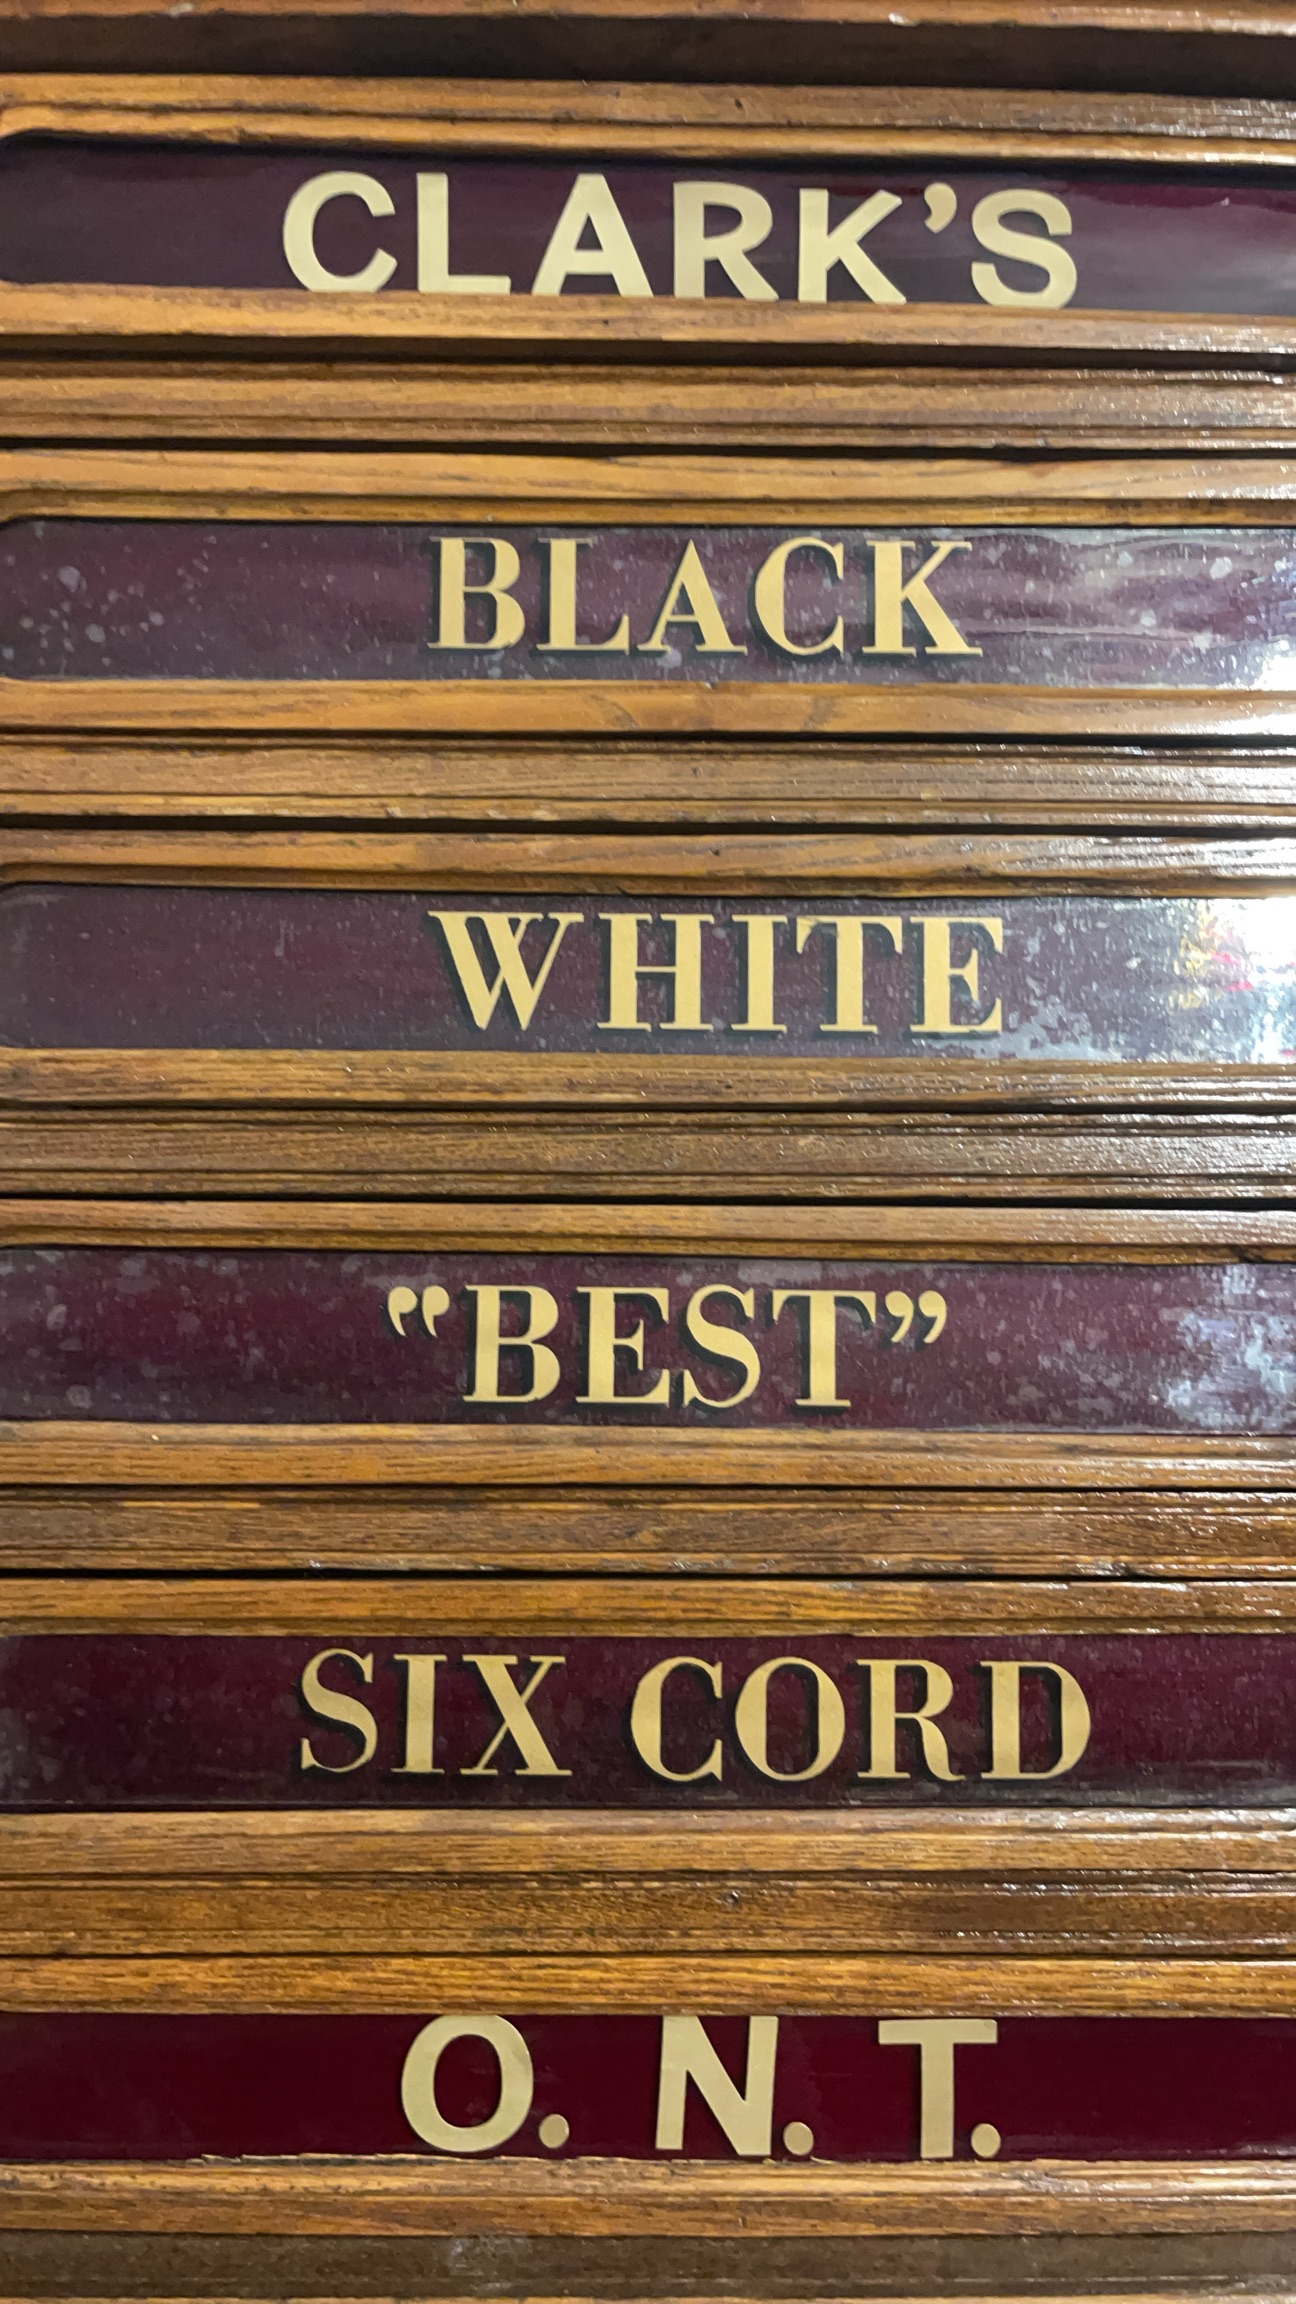 CLARK’S
BLACK
WHITE
“BEST”
SIX CORD
O. N. T.